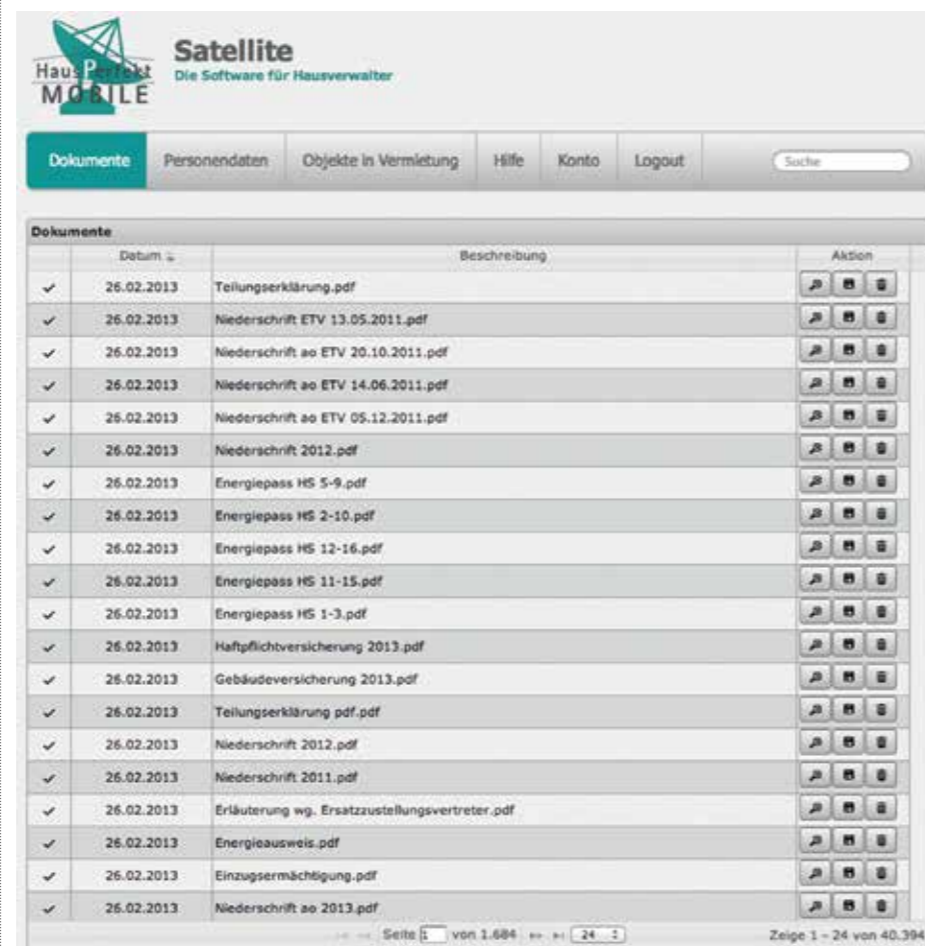 HausPerfekt
MOBILE
Satellite
Die Software für Hausverwalter
Dokumente Personendaten Objekte in Vermietung Hilfe Konto Logout Suche
Dokumente
Datum Beschreibung Aktion
26.02.2013 Teilungserklärung.pdf
26.02.2013 Niederschrift ETV 13.05.2011.pdf
26.02.2013 Niederschrift ao ETV 20.10.2011.pdf
26.02.2013 Niederschrift ao ETV 14.06.2011.pdf
26.02.2013 Niederschrift ao ETV 05.12.2011.pdf
26.02.2013 Niederschrift 2012.pdf
26.02.2013 Energiepass HS 5-9.pdf
26.02.2013 Energiepass HS 2-10.pdf
26.02.2013 Energiepass HS 12-16.pdf
26.02.2013 Energiepass HS 11-15.pdf
26.02.2013 Energiepass HS 1-3.pdf
26.02.2013 Haftpflichtversicherung 2013.pdf
26.02.2013 Gebäudeversicherung 2013.pdf
26.02.2013 Teilungserklärung pdf.pdf
26.02.2013 Niederschrift 2012.pdf
26.02.2013 Niederschrift 2011.pdf
26.02.2013 Erläuterung wg. Ersatzzustellungsvertreter.pdf
26.02.2013 Energieausweis.pdf
26.02.2013 Einzugsermächtigung.pdf
26.02.2013 Niederschrift ao 2013.pdf
Seite 1 von 1.684 24 Zeige 1 - 24 von 40.394